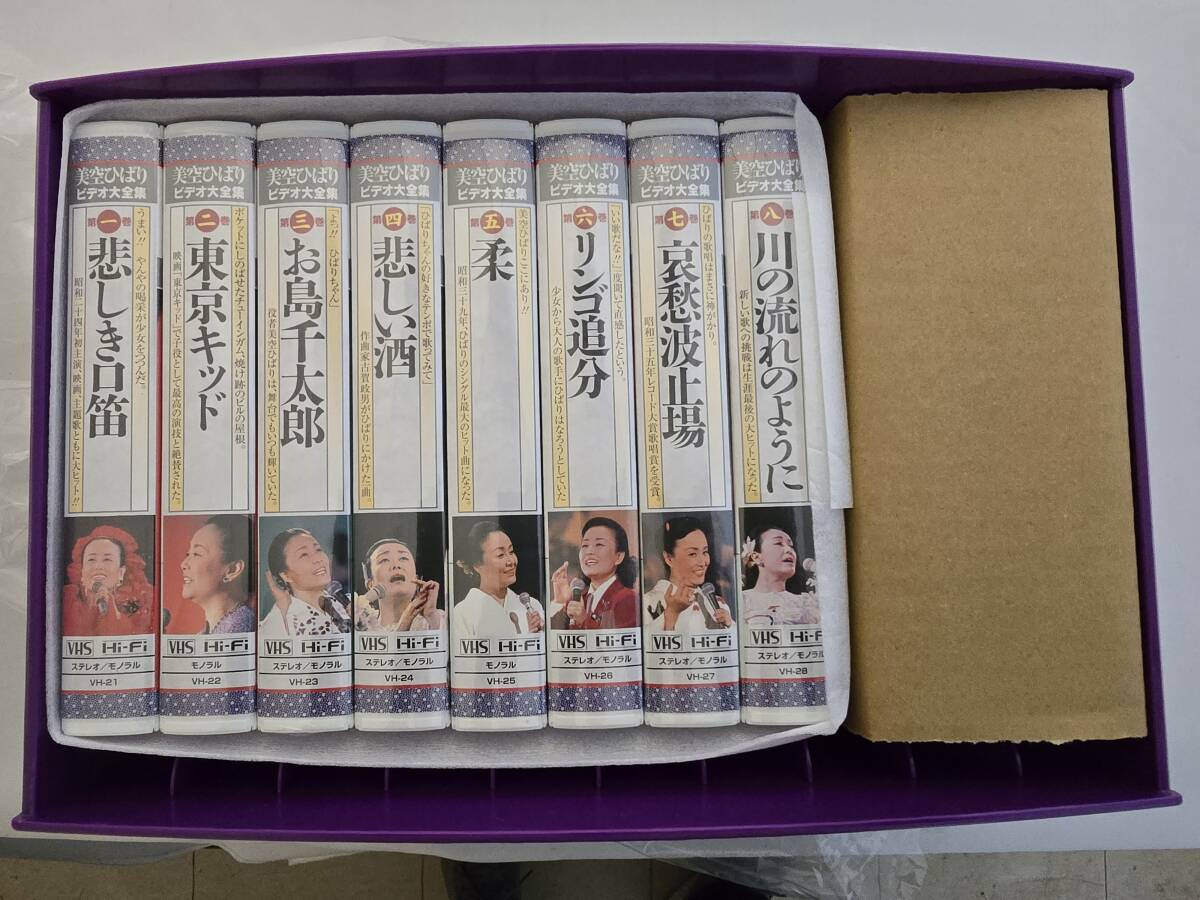 美空ひばり
ビデオ大全集
第一巻
悲しき口笛
うまい!! やんやの喝采が少女をつつんだ。
昭和二十四年初主演、映画、主題歌ともに大ヒット!!
VHS Hi-Fi
ステレオ/モノラル
VH-21
美空ひばり
ビデオ大全集
第二巻
東京キッド
ポケットにしのばせたチューインガム、焼け跡のビルの屋根。
映画「東京キッド」で子役として最高の演技と絶賛された。
VHS Hi-Fi
モノラル
VH-22
美空ひばり
ビデオ大全集
第三巻
お島千太郎
「よっ!! ひばりちゃん」
役者美空ひばりは、舞台でもいつも輝いていた。
VHS Hi-Fi
ステレオ/モノラル
VH-23
美空ひばり
ビデオ大全集
第四巻
悲しい酒
「ひばりちゃんの好きなテンポで歌ってみて」
作曲家古賀政男がひばりにかけた一曲。
VHS Hi-Fi
ステレオ/モノラル
VH-24
美空ひばり
ビデオ大全集
第五巻
柔
美空ひばりここにあり!!
昭和三十九年、ひばりのシングル最大のヒット曲になった。
VHS Hi-Fi
モノラル
VH-25
美空ひばり
ビデオ大全集
第六巻
リンゴ追分
「いい歌だな!!」一度聞いて直感したという。
少女から大人の歌手にひばりはなろうとしていた
VHS Hi-Fi
ステレオ/モノラル
VH-26
美空ひばり
ビデオ大全集
第七巻
哀愁波止場
ひばりの歌唱はまさに神がかり。
昭和三十五年レコード大賞歌唱賞を受賞。
VHS Hi-Fi
ステレオ/モノラル
VH-27
美空ひばり
ビデオ大全集
第八巻
川の流れのように
新しい歌への挑戦は生涯最後の大ヒットになった。
VHS Hi-Fi
ステレオ/モノラル
VH-28